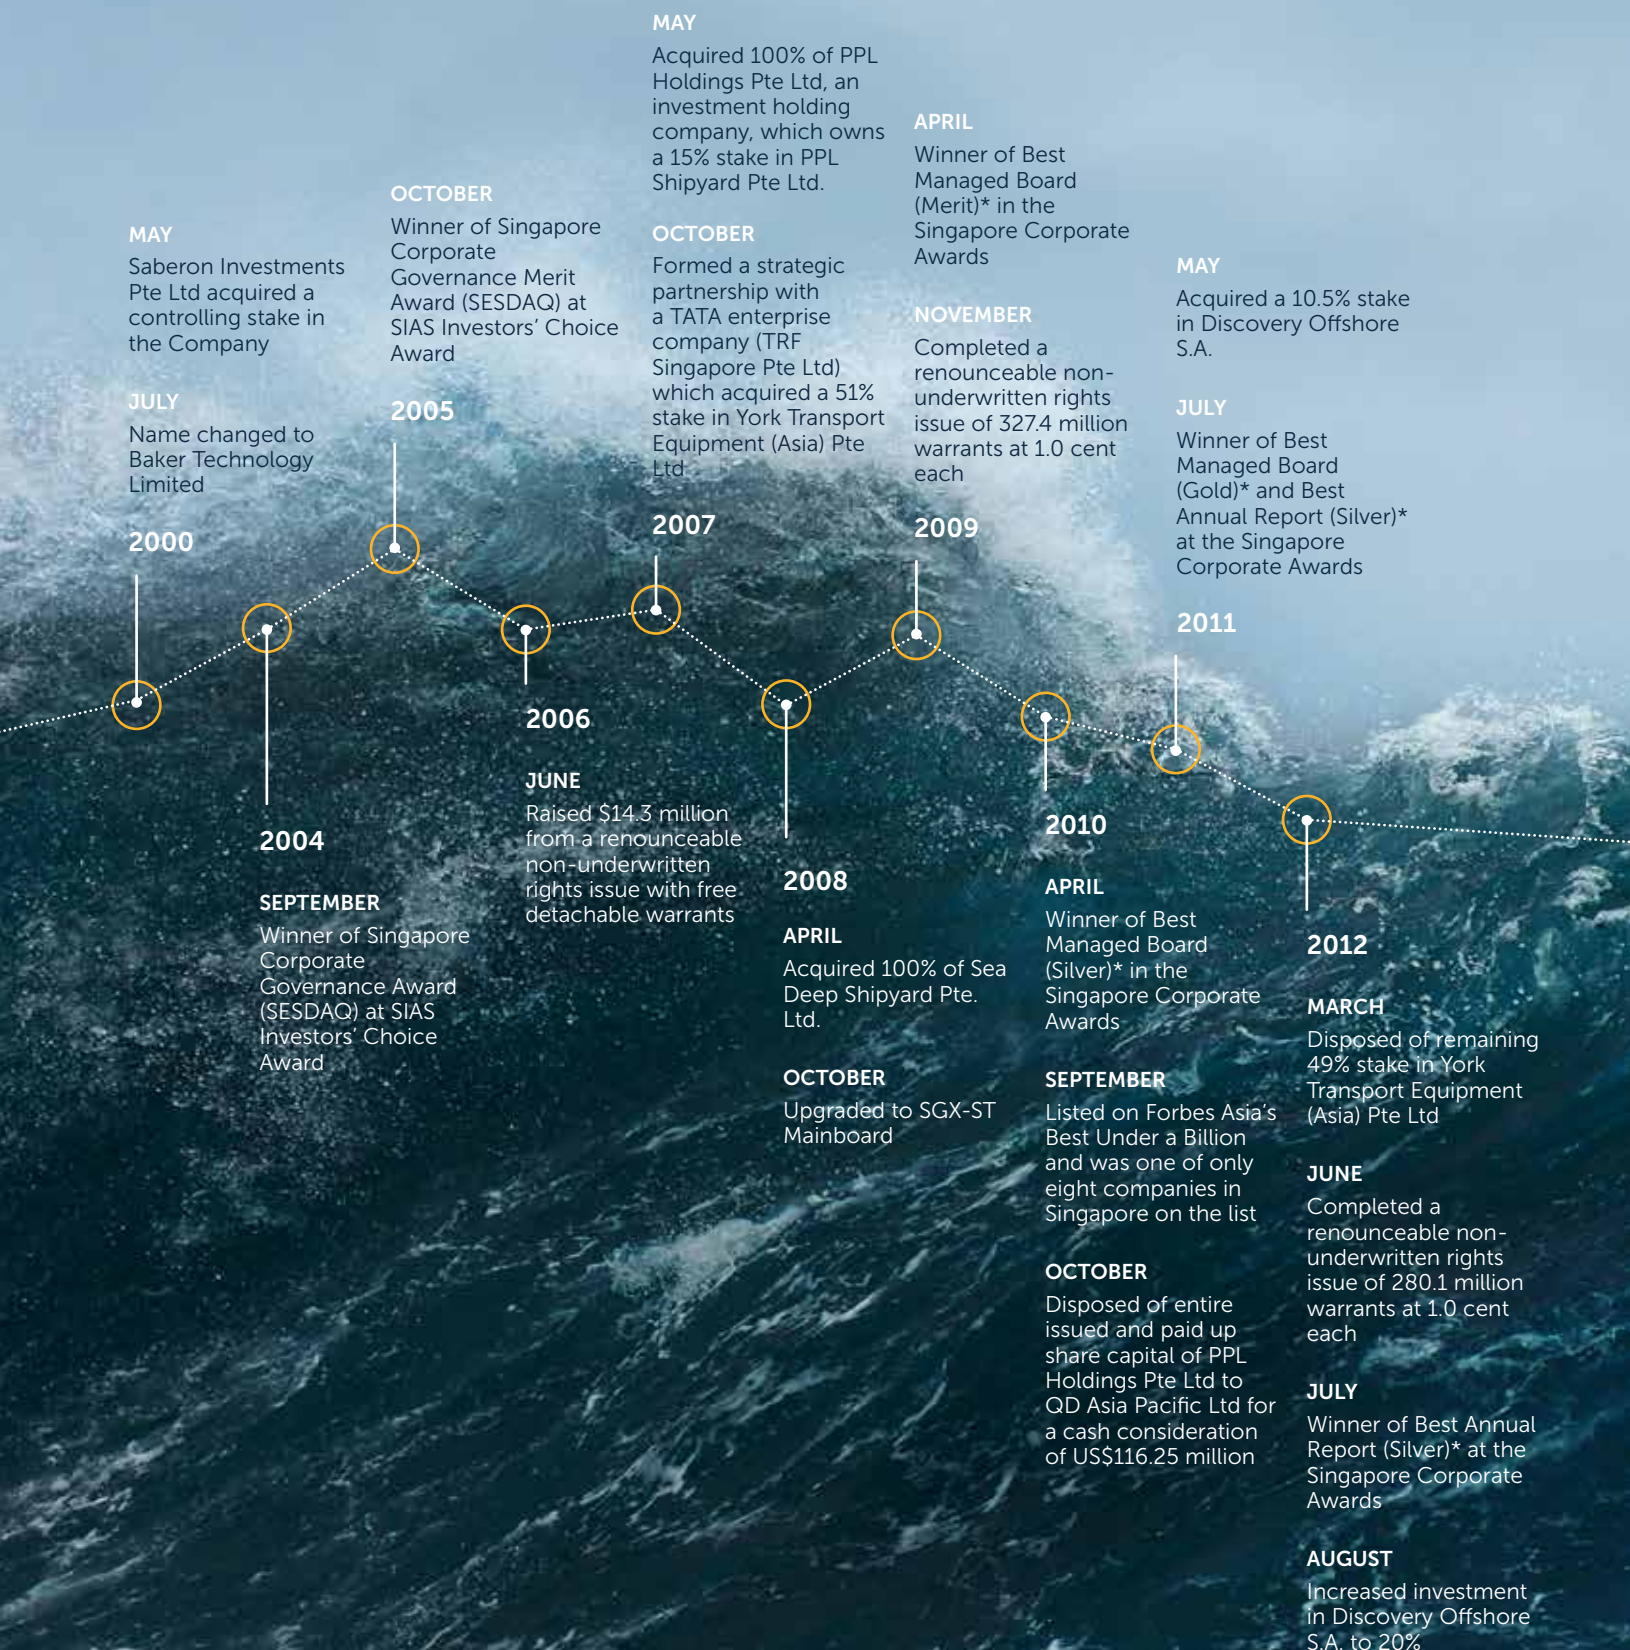 MAY
Saberon Investments
Pte Ltd acquired a
controlling stake in
the Company
JULY
Name changed to
Baker Technology
Limited
2000
2004
SEPTEMBER
Winner of Singapore
Corporate
Governance Award
(SESDAQ) at SIAS
Investors’ Choice
Award
OCTOBER
Winner of Singapore
Corporate
Governance Merit
Award (SESDAQ) at
SIAS Investors’ Choice
Award
2005
2006
JUNE
Raised $14.3 million
from a renounceable
non-underwritten
rights issue with free
detachable warrants
MAY
Acquired 100% of PPL
Holdings Pte Ltd, an
investment holding
company, which owns
a 15% stake in PPL
Shipyard Pte Ltd.
OCTOBER
Formed a strategic
partnership with
a TATA enterprise
company (TRF
Singapore Pte Ltd)
which acquired a 51%
stake in York Transport
Equipment (Asia) Pte
Ltd
2007
2008
APRIL
Acquired 100% of Sea
Deep Shipyard Pte.
Ltd.
OCTOBER
Upgraded to SGX-ST
Mainboard
APRIL
Winner of Best
Managed Board
(Merit)* in the
Singapore Corporate
Awards
NOVEMBER
Completed a
renounceable non-
underwritten rights
issue of 327.4 million
warrants at 1.0 cent
each
2009
2010
APRIL
Winner of Best
Managed Board
(Silver)* in the
Singapore Corporate
Awards
SEPTEMBER
Listed on Forbes Asia’s
Best Under a Billion
and was one of only
eight companies in
Singapore on the list
OCTOBER
Disposed of entire
issued and paid up
share capital of PPL
Holdings Pte Ltd to
QD Asia Pacific Ltd for
a cash consideration
of US$116.25 million
MAY
Acquired a 10.5% stake
in Discovery Offshore
S.A.
JULY
Winner of Best
Managed Board
(Gold)* and Best
Annual Report (Silver)*
at the Singapore
Corporate Awards
2011
2012
MARCH
Disposed of remaining
49% stake in York
Transport Equipment
(Asia) Pte Ltd
JUNE
Completed a
renounceable non-
underwritten rights
issue of 280.1 million
warrants at 1.0 cent
each
JULY
Winner of Best Annual
Report (Silver)* at the
Singapore Corporate
Awards
AUGUST
Increased investment
in Discovery Offshore
S.A. to 20%